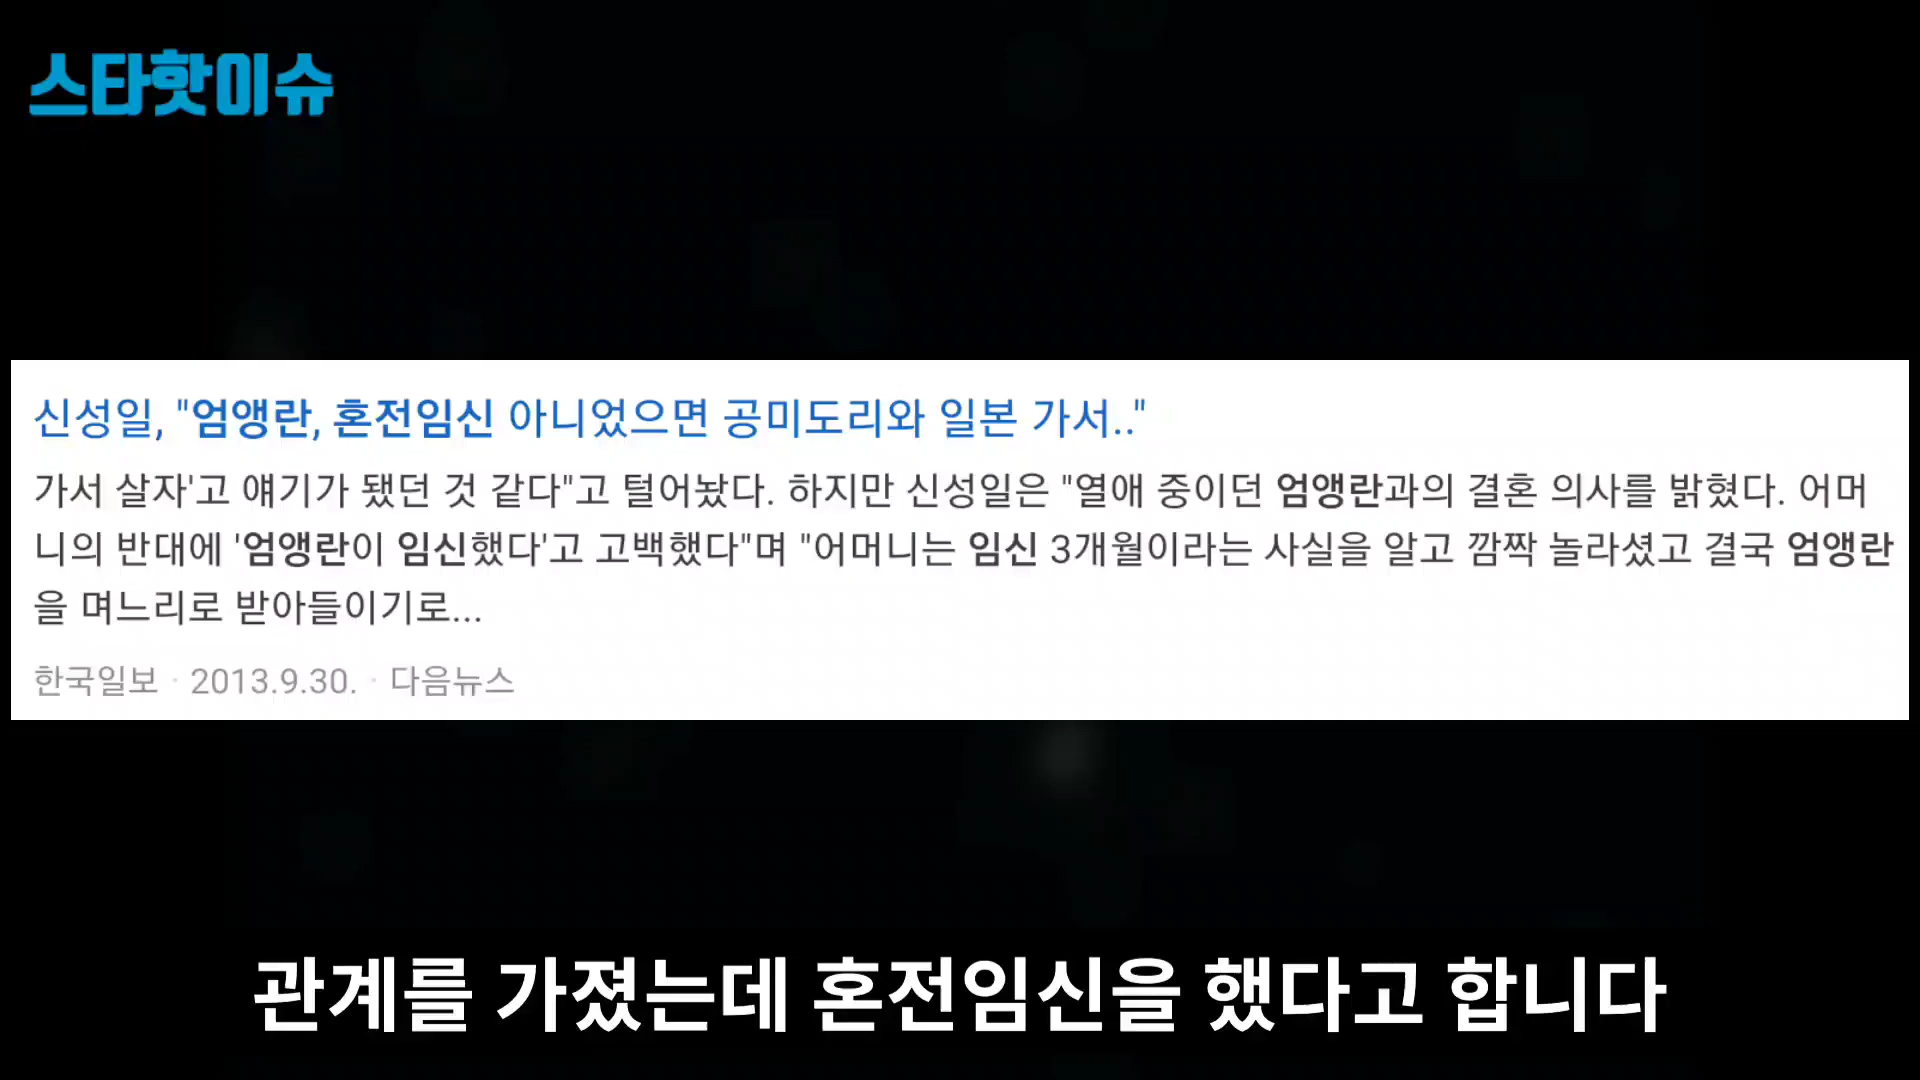 스타핫이슈
신성일, "엄앵란, 혼전임신 아니었으면 공미도리와 일본 가서.."
가서 살자'고 얘기가 됐던 것 같다"고 털어놨다. 하지만 신성일은 "열애 중이던 엄앵란과의 결혼 의사를 밝혔다. 어머
니의 반대에 '엄앵란이 임신했다'고 고백했다"며 "어머니는 임신 3개월이라는 사실을 알고 깜짝 놀라셨고 결국 엄앵란
을 며느리로 받아들이기로...
한국일보 · 2013.9.30. · 다음뉴스
관계를 가졌는데 혼전임신을 했다고 합니다